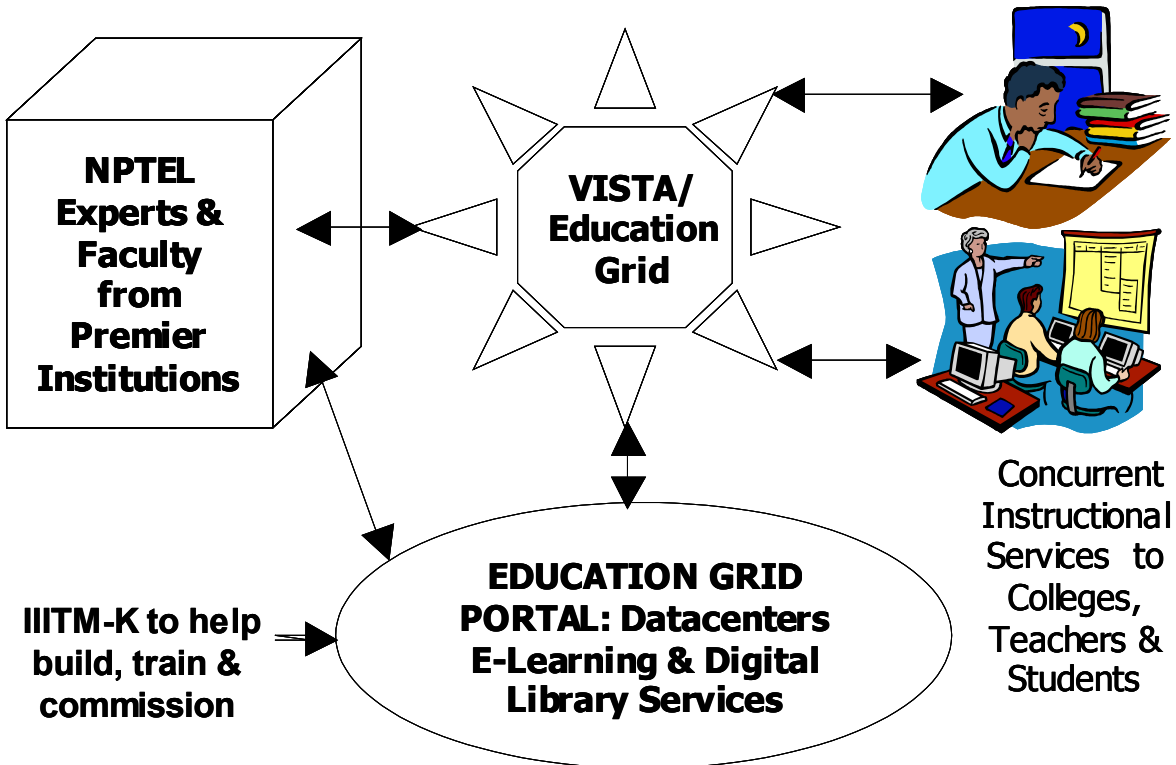 NPTEL
Experts &
Faculty
from
Premier
Institutions
VISTA/
Education
Grid
Concurrent
Instructional
Services to
Colleges,
Teachers &
Students
EDUCATION GRID
PORTAL: Datacenters
E-Learning & Digital
Library Services
IIITM-K to help
build, train &
commission